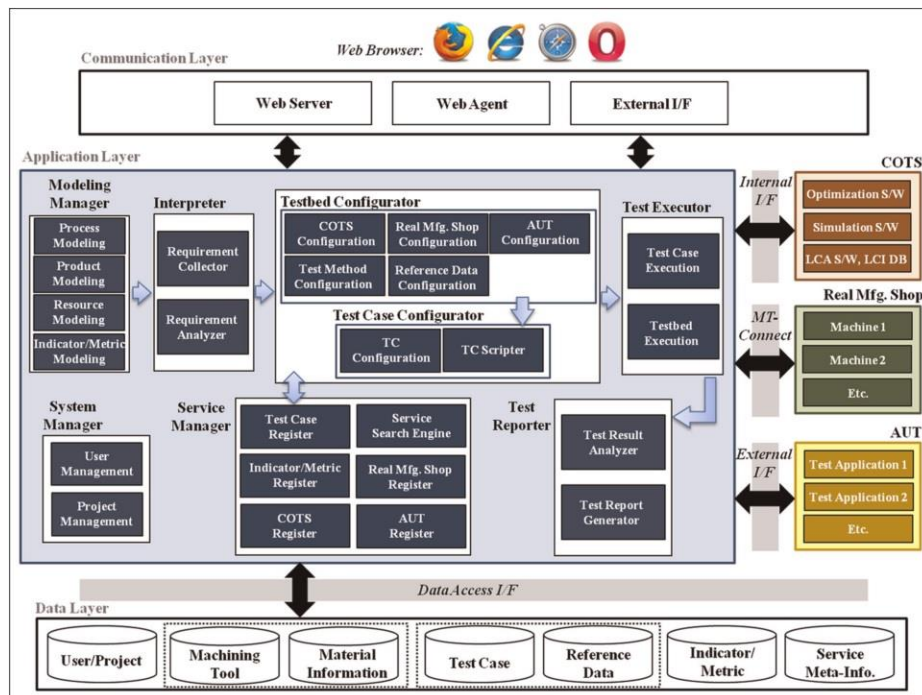 Web Browser:
Communication Layer
Web Server
Web Agent
External I/F
Application Layer
Modeling
Manager
Process
Modeling
Product
Modeling
Resource
Modeling
Indicator/Metric
Modeling
Interpreter
Requirement
Collector
Requirement
Analyzer
Testbed Configurator
COTS
Configuration
Real Mfg. Shop
Configuration
AUT
Configuration
Test Method
Configuration
Reference Data
Configuration
Test Case Configurator
TC
Configuration
TC Scripter
Test Executor
Test Case
Execution
Testbed
Execution
Internal
I/F
COTS
Optimization S/W
Simulation S/W
LCA S/W, LCI DB
MT-
Connect
Real Mfg. Shop
Machine 1
Machine 2
Etc.
System
Manager
User
Management
Project
Management
Service
Manager
Test Case
Register
Service
Search Engine
Indicator/Metric
Register
Real Mfg. Shop
Register
COTS
Register
AUT
Register
Test
Reporter
Test Result
Analyzer
Test Report
Generator
External
I/F
AUT
Test Application 1
Test Application 2
Etc.
Data Access I/F
Data Layer
User/Project
Machining
Tool
Material
Information
Test Case
Reference
Data
Indicator/
Metric
Service
Meta-Info.